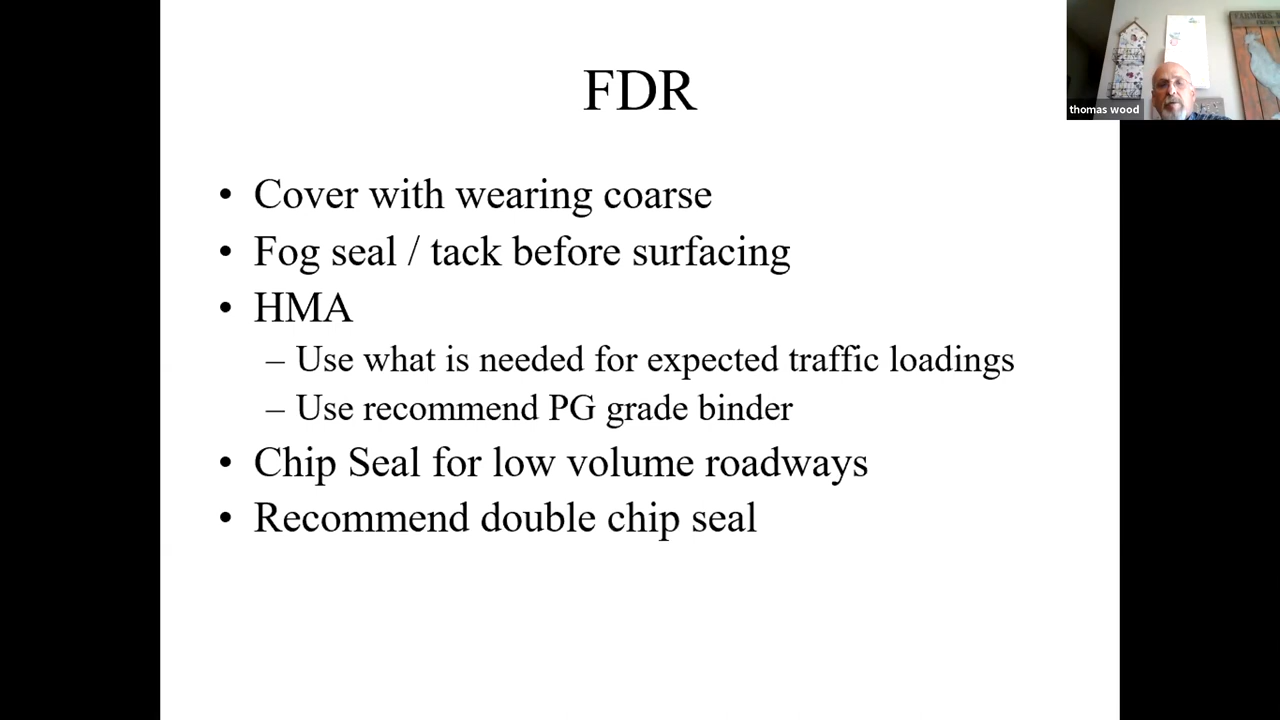 FDR
• Cover with wearing coarse
• Fog seal / tack before surfacing
• HMA
– Use what is needed for expected traffic loadings
– Use recommend PG grade binder
• Chip Seal for low volume roadways
• Recommend double chip seal
thomas wood